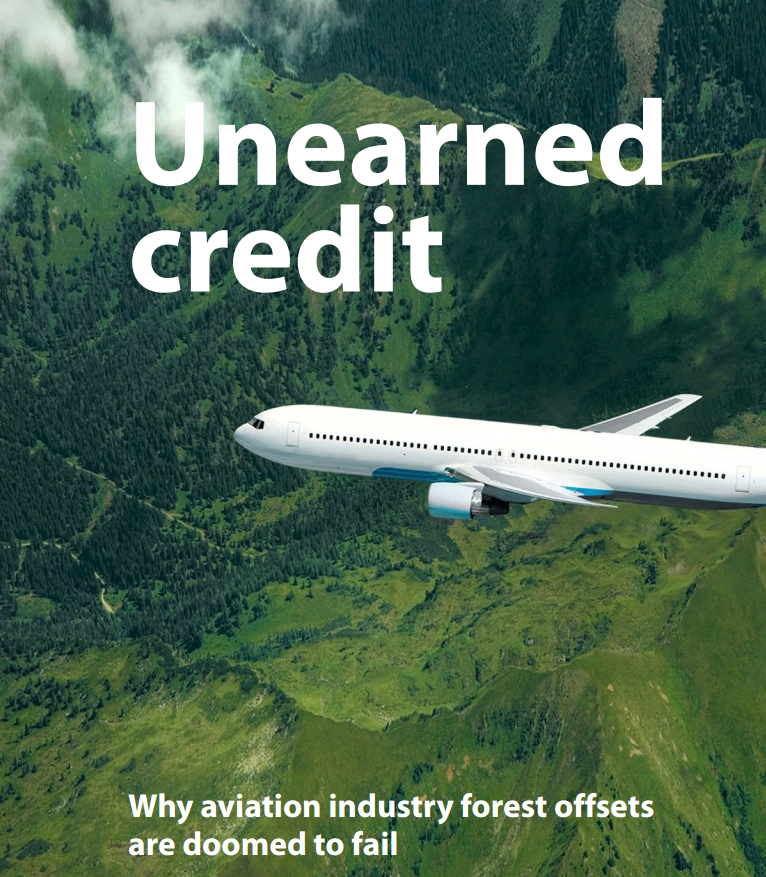 Unearned
credit
Why aviation industry forest offsets
are doomed to fail